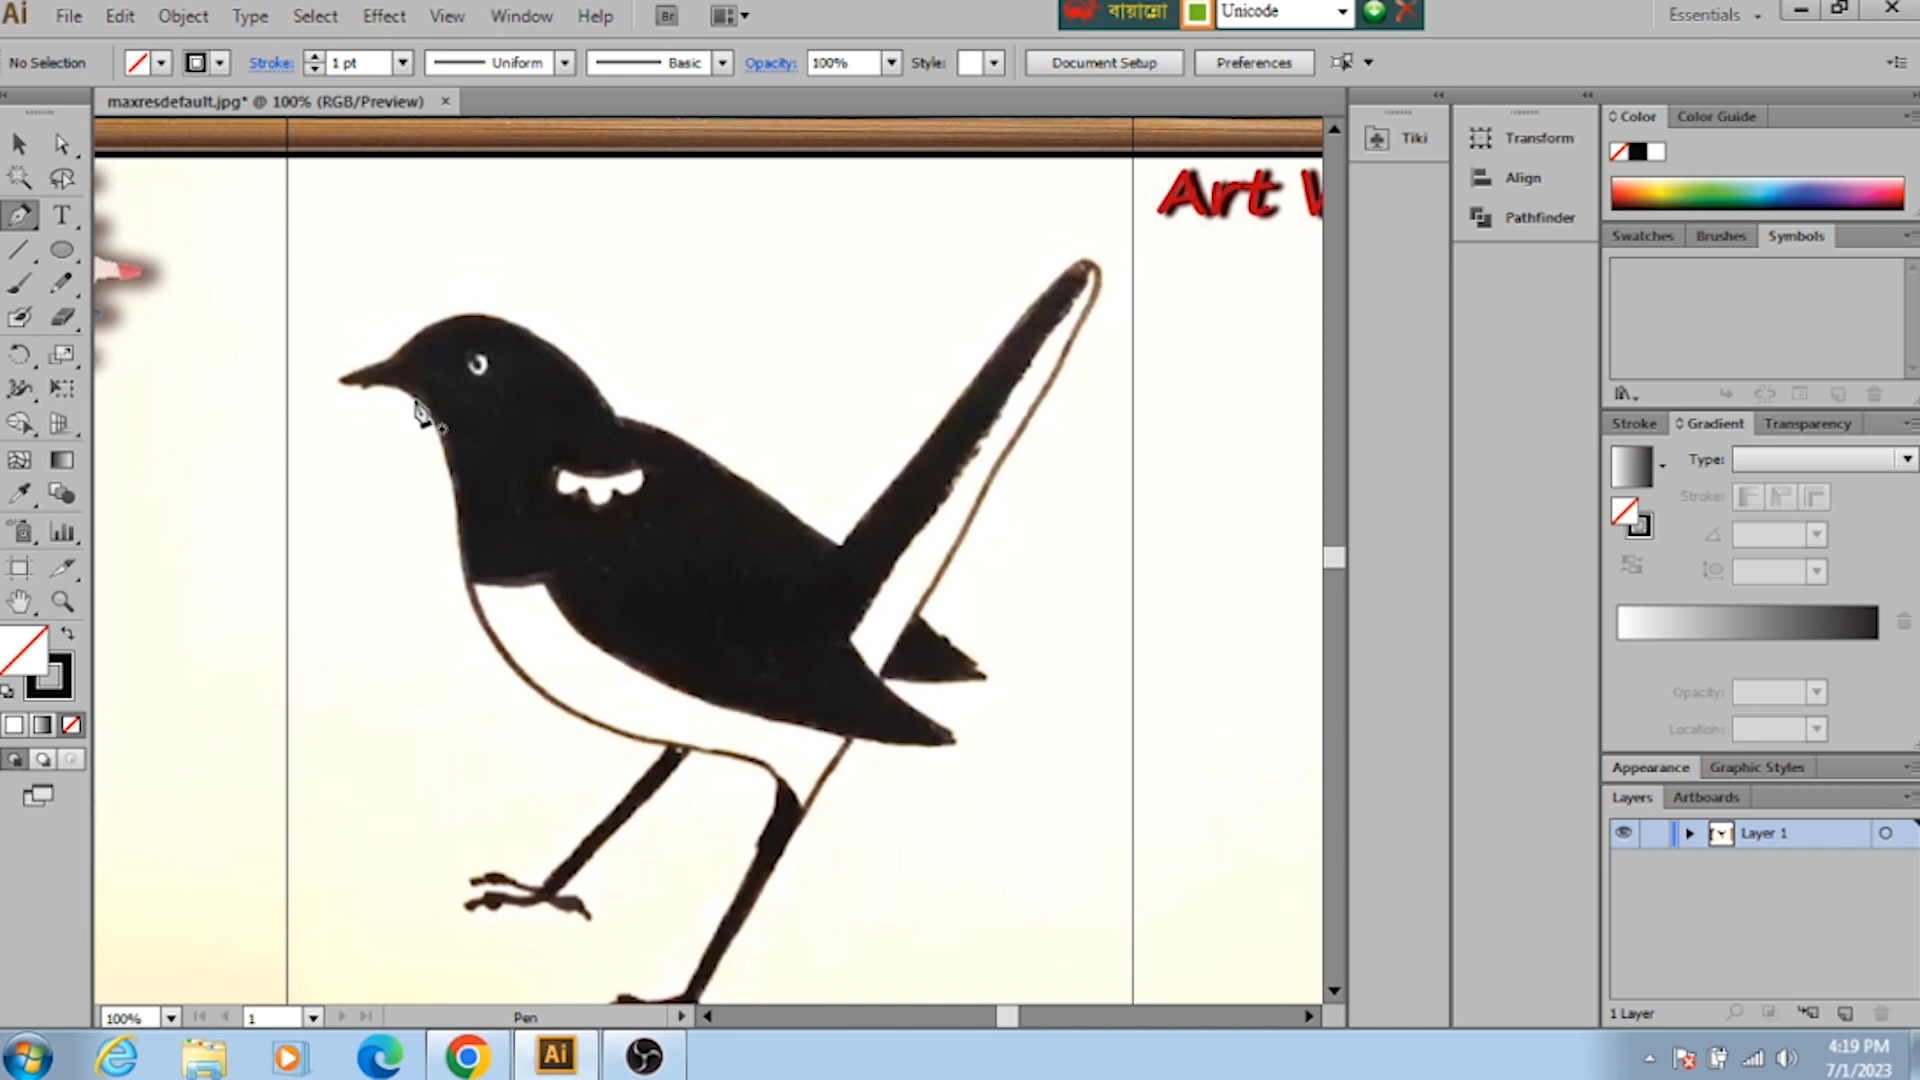 Ai File Edit Object Type Select Effect View Window Help Br বায়ান্নো Unicode Essentials
No Selection Stroke: 1 pt Uniform Basic Opacity: 100% Style: Document Setup Preferences
maxresdefault.jpg* @ 100% (RGB/Preview)
Tiki
Transform
Align
Pathfinder
Color Color Guide
Art
T
Swatches Brushes Symbols
Stroke Gradient Transparency
Type:
Stroke:
Opacity:
Location:
Appearance Graphic Styles
Layers Artboards
Layer 1
100% 1 Pen
1 Layer
Ai
4:19 PM
7/1/2023